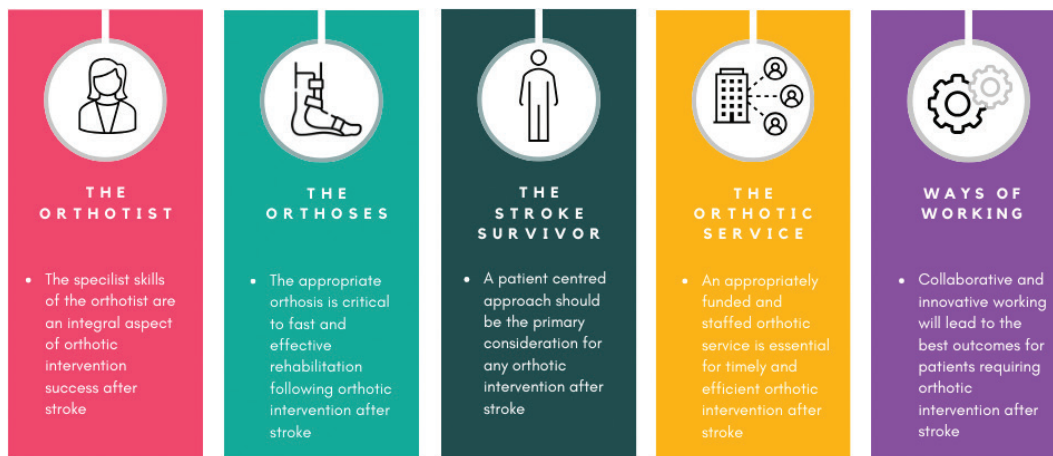 THE
ORTHOTIST
• The specilist skills
of the orthotist are
an integral aspect
of orthotic
intervention
success after
stroke
THE
ORTHOSES
• The appropriate
orthosis is critical
to fast and
effective
rehabilitation
following orthotic
intervention after
stroke
THE
STROKE
SURVIVOR
• A patient centred
approach should
be the primary
consideration for
any orthotic
intervention after
stroke
THE
ORTHOTIC
SERVICE
• An appropriately
funded and
staffed orthotic
service is essential
for timely and
efficient orthotic
intervention after
stroke
WAYS OF
WORKING
• Collaborative and
innovative working
will lead to the
best outcomes for
patients requiring
orthotic
intervention after
stroke